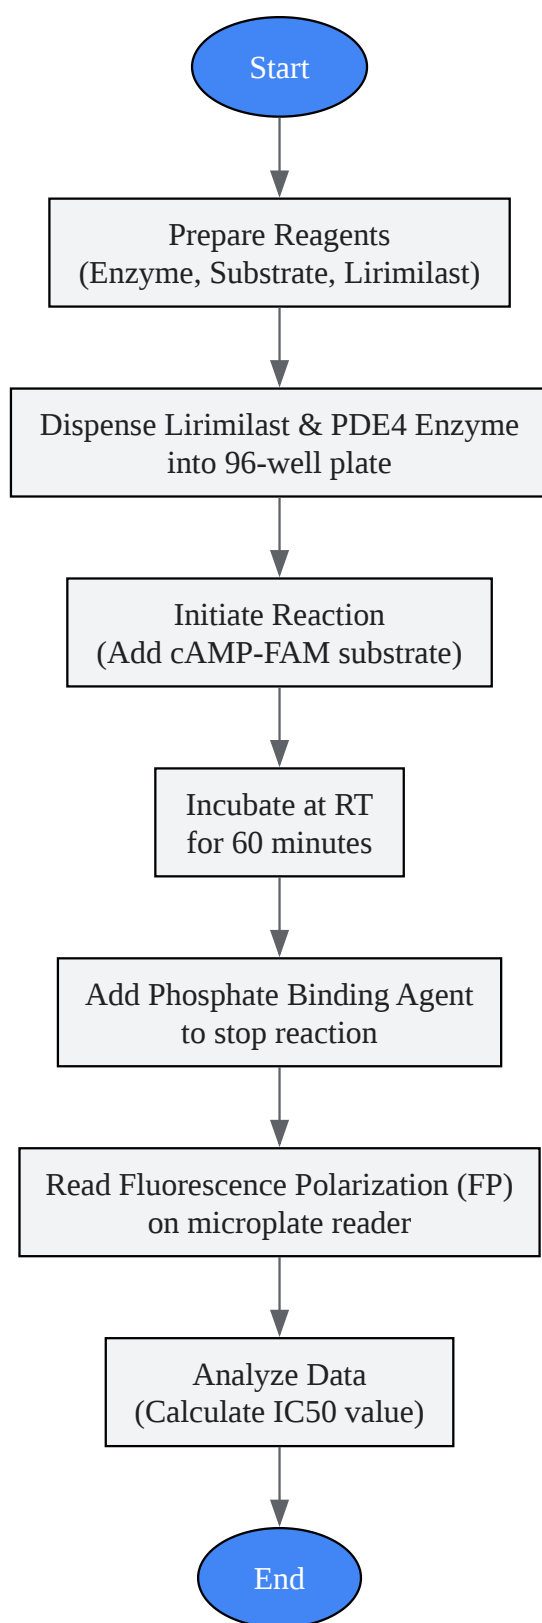 Start
Prepare Reagents
(Enzyme, Substrate, Lirimilast)
Dispense Lirimilast & PDE4 Enzyme
into 96-well plate
Initiate Reaction
(Add cAMP-FAM substrate)
Incubate at RT
for 60 minutes
Add Phosphate Binding Agent
to stop reaction
Read Fluorescence Polarization (FP)
on microplate reader
Analyze Data
(Calculate IC50 value)
End